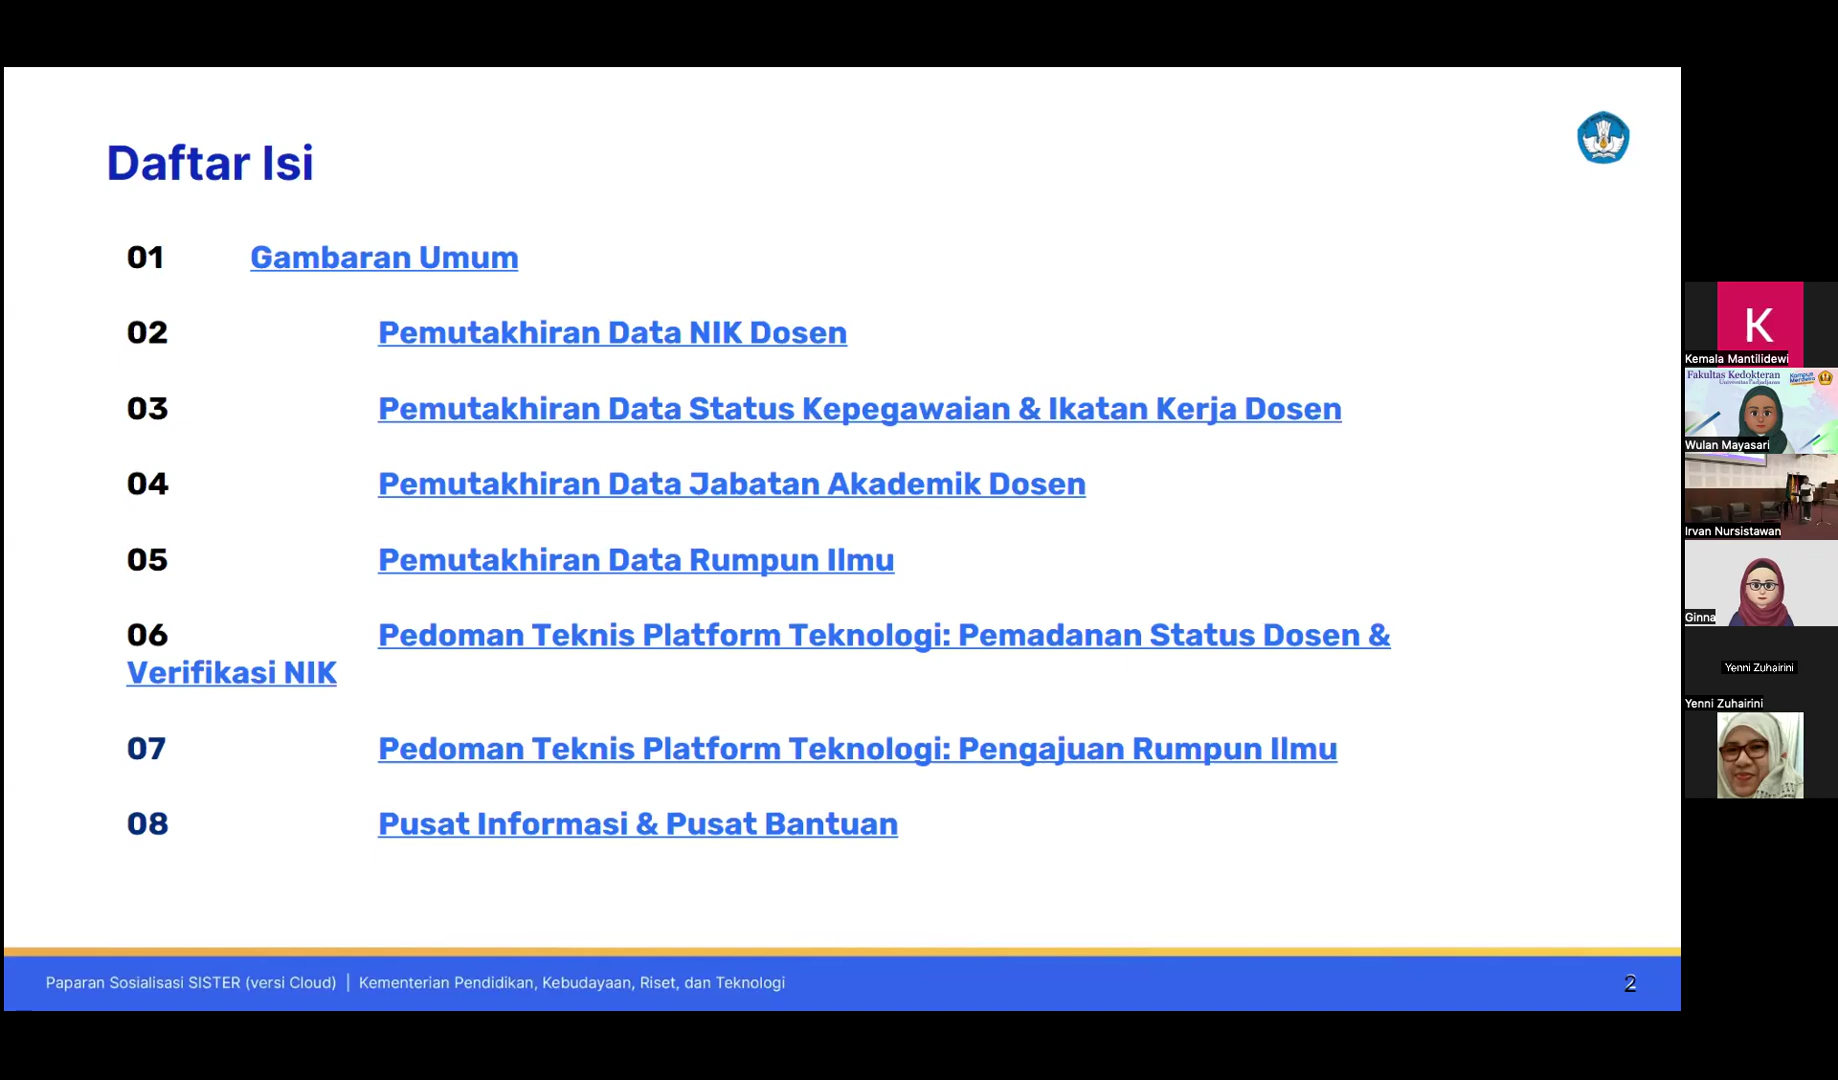 Daftar Isi
01 Gambaran Umum
02 Pemutakhiran Data NIK Dosen
03 Pemutakhiran Data Status Kepegawaian & Ikatan Kerja Dosen
04 Pemutakhiran Data Jabatan Akademik Dosen
05 Pemutakhiran Data Rumpun Ilmu
06 Pedoman Teknis Platform Teknologi: Pemadanan Status Dosen &
Verifikasi NIK
07 Pedoman Teknis Platform Teknologi: Pengajuan Rumpun Ilmu
08 Pusat Informasi & Pusat Bantuan
Paparan Sosialisasi SISTER (versi Cloud) | Kementerian Pendidikan, Kebudayaan, Riset, dan Teknologi
2
K
Kemala Mantilidewi
Fakultas Kedokteran
Universitas Padjadjaran
Kampus
Merdeka
Wulan Mayasari
Irvan Nursistawan
Ginna
Yenni Zuhairini
Yenni Zuhairini